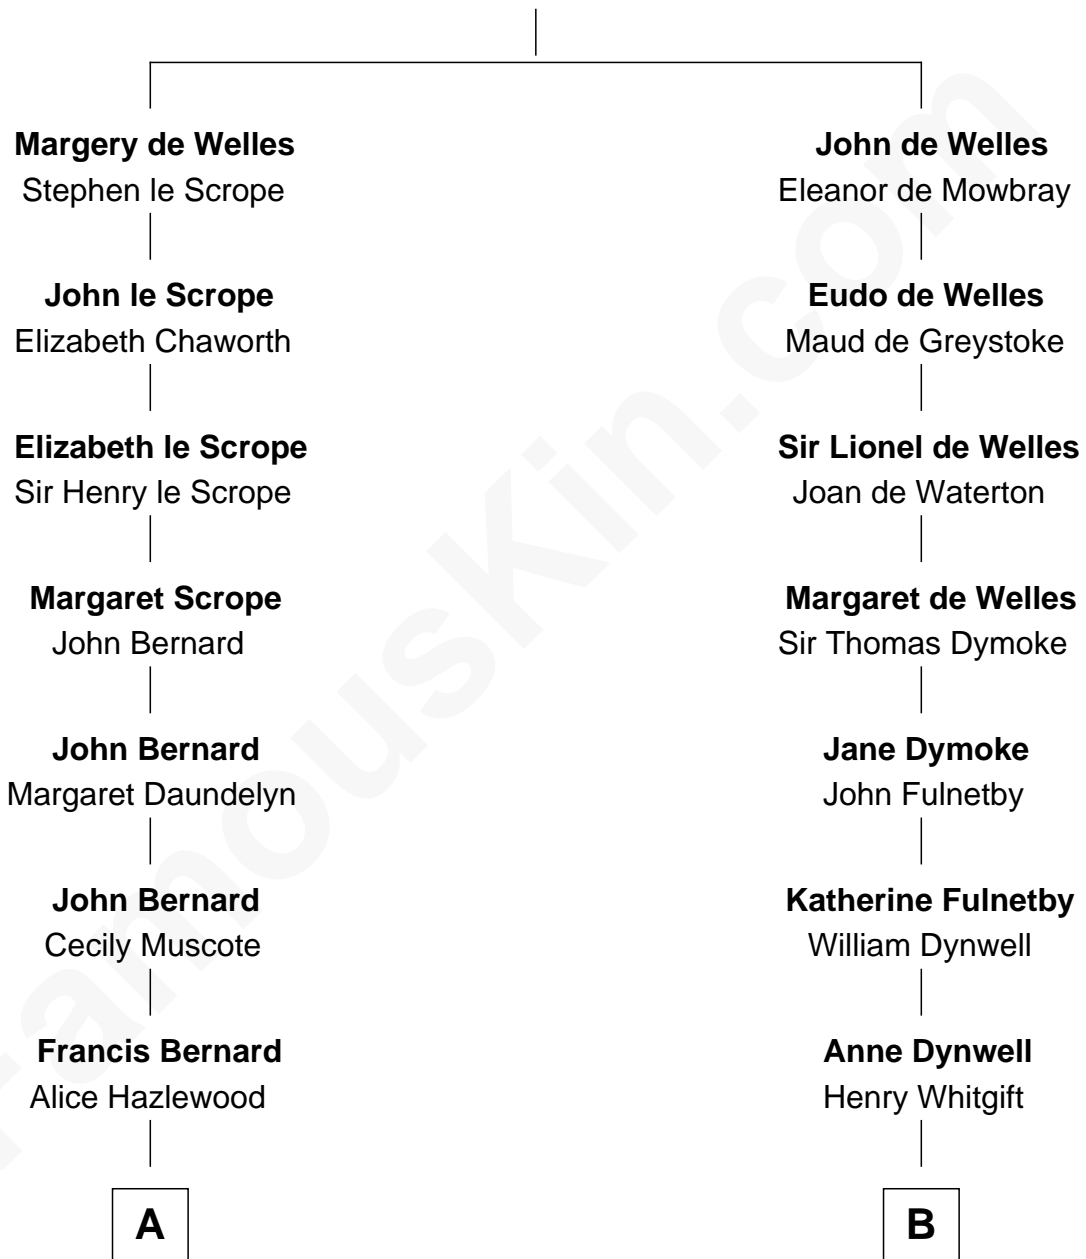 Margery de Welles
Stephen le Scrope
John le Scrope
Elizabeth Chaworth
Elizabeth le Scrope
Sir Henry le Scrope
Margaret Scrope
John Bernard
John Bernard
Margaret Daundelyn
John Bernard
Cecily Muscote
Francis Bernard
Alice Hazlewood
A
John de Welles
Eleanor de Mowbray
Eudo de Welles
Maud de Greystoke
Sir Lionel de Welles
Joan de Waterton
Margaret de Welles
Sir Thomas Dymoke
Jane Dymoke
John Fulnetby
Katherine Fulnetby
William Dynwell
Anne Dynwell
Henry Whitgift
B
FamousKin.com